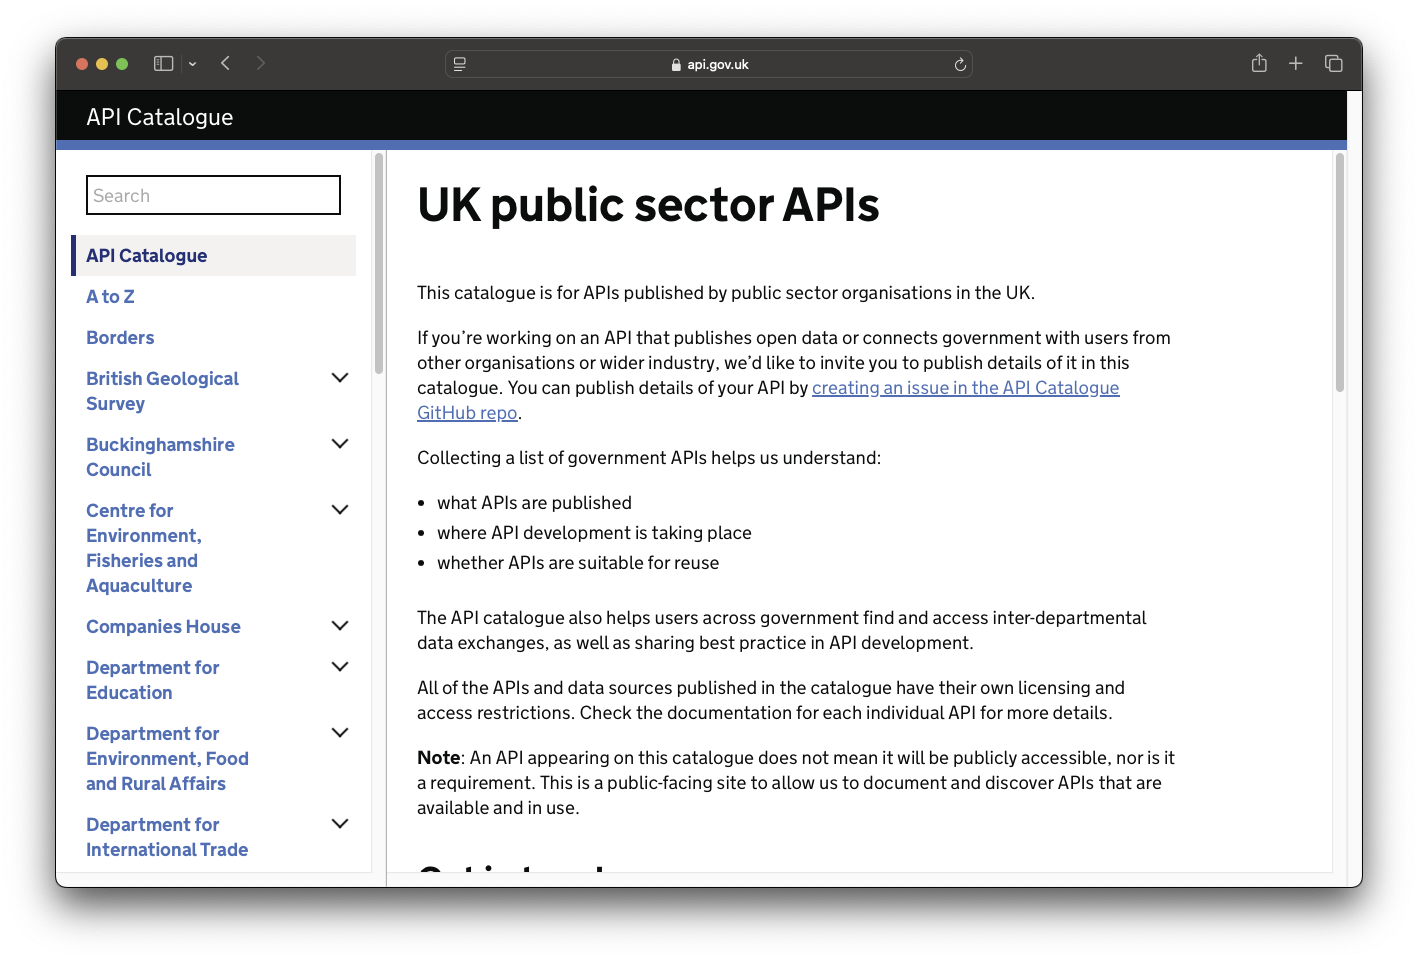 api.gov.uk
API Catalogue
Search
API Catalogue
A to Z
Borders
British Geological
Survey
Buckinghamshire
Council
Centre for
Environment,
Fisheries and
Aquaculture
Companies House
Department for
Education
Department for
Environment, Food
and Rural Affairs
Department for
International Trade
UK public sector APIs
This catalogue is for APIs published by public sector organisations in the UK.
If you’re working on an API that publishes open data or connects government with users from
other organisations or wider industry, we’d like to invite you to publish details of it in this
catalogue. You can publish details of your API by creating an issue in the API Catalogue
GitHub repo.
Collecting a list of government APIs helps us understand:
• what APIs are published
• where API development is taking place
• whether APIs are suitable for reuse
The API catalogue also helps users across government find and access inter-departmental
data exchanges, as well as sharing best practice in API development.
All of the APIs and data sources published in the catalogue have their own licensing and
access restrictions. Check the documentation for each individual API for more details.
Note: An API appearing on this catalogue does not mean it will be publicly accessible, nor is it
a requirement. This is a public-facing site to allow us to document and discover APIs that are
available and in use.